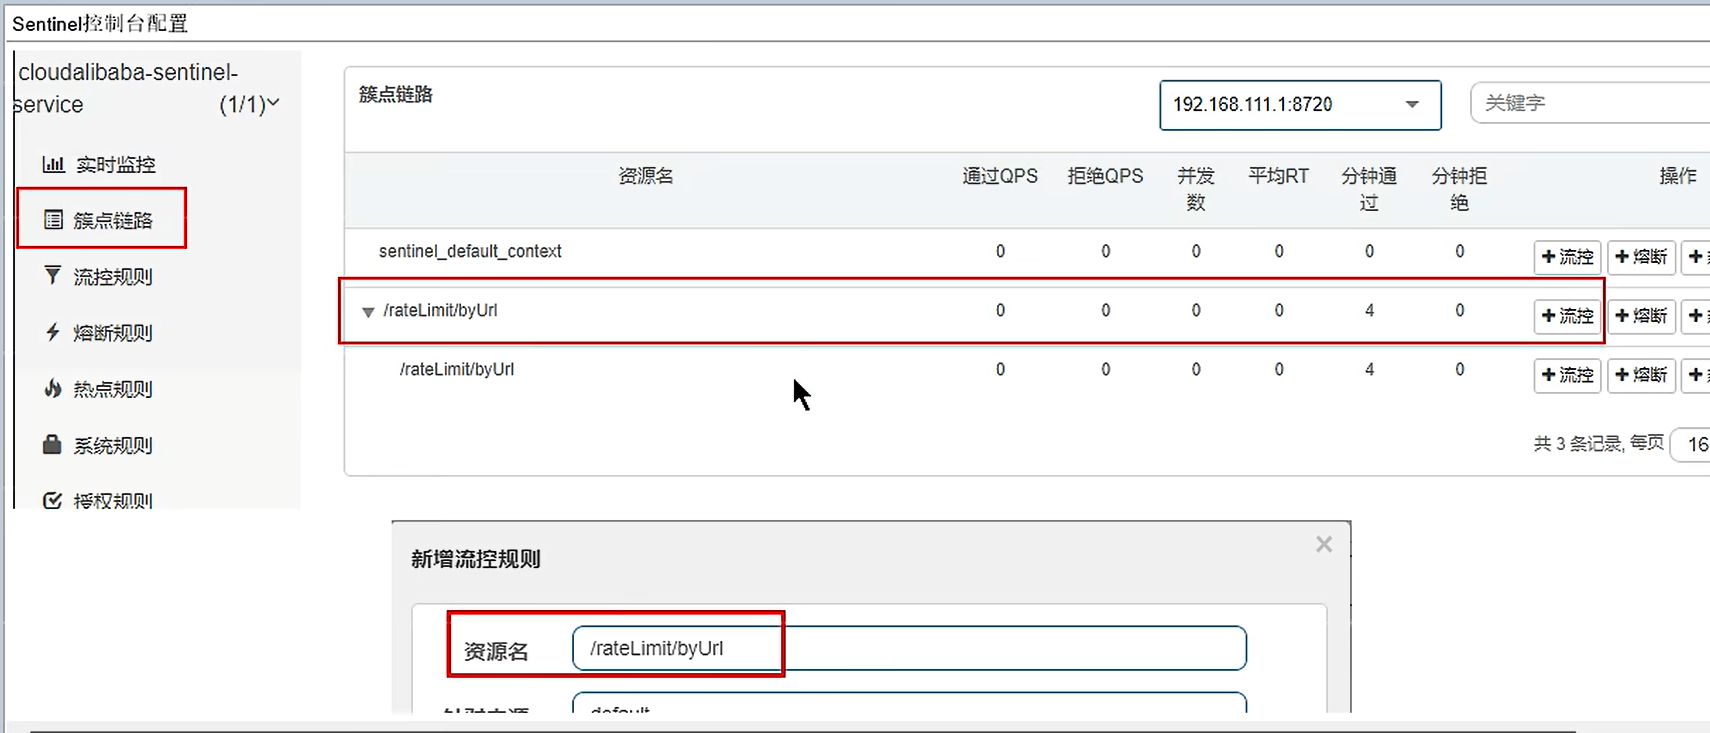 Sentinel控制台配置
cloudalibaba-sentinel-
service (1/1)
实时监控
簇点链路
流控规则
熔断规则
热点规则
系统规则
授权规则
簇点链路
192.168.111.1:8720
关键字
资源名 通过QPS 拒绝QPS 并发数 平均RT 分钟通过 分钟拒绝 操作
sentinel_default_context 0 0 0 0 0 0 +流控 +熔断 +
/rateLimit/byUrl 0 0 0 0 4 0 +流控 +熔断 +
/rateLimit/byUrl 0 0 0 0 4 0 +流控 +熔断 +
共 3 条记录, 每页 16
新增流控规则 ×
资源名 /rateLimit/byUrl
针对来源 default